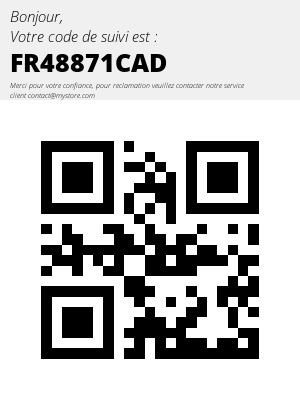 Bonjour,
Votre code de suivi est :
FR48871CAD
Merci pour votre confiance, pour reclamation veuillez contacter notre service
client contact@mystore.com